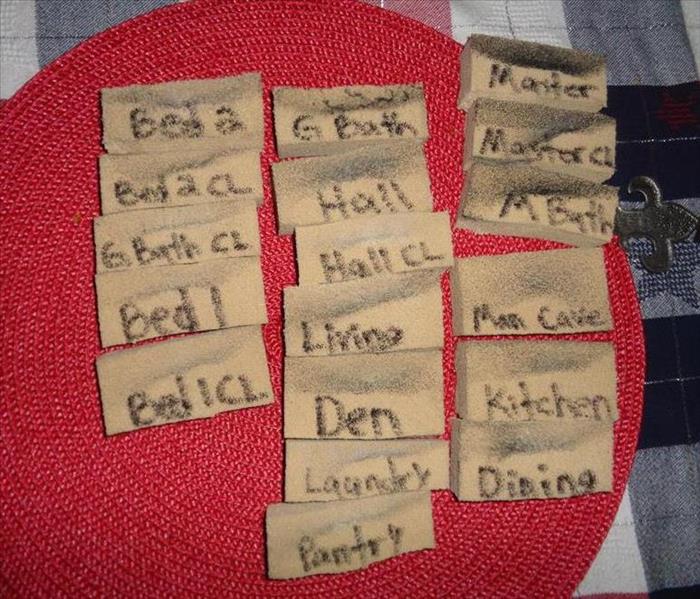 Bed 2
Bed 2 CL
G Bath CL
Bed 1
Bed 1 CL
G Bath
Hall
Hall CL
Living
Den
Laundry
Pantry
Master
Master CL
M Bath
Man Cave
Kitchen
Dining